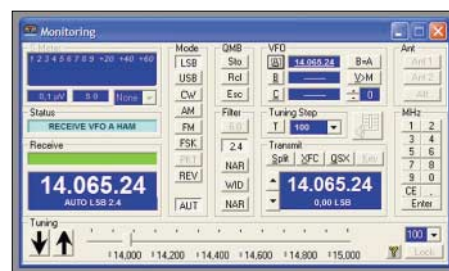 Monitoring
S Meter
1 2 3 4 5 6 7 8 9 +20 +40 +60
0,1 µV S 0 None
Status
RECEIVE VFO A HAM
Receive
14.065.24
AUTO LSB 2.4
Mode
LSB
USB
CW
AM
FM
FSK
PKT
REV
AUT
QMB
Sto
Rcl
Esc
Filter
6.0
2.4
NAR
WID
NAR
VFO
(A) 14.065.24 B=A
B V>M
C 0
Tuning Step
T 100
Transmit
Split XFC QSX
14.065.24
0,00 LSB
Ant
Ant 1
Ant 2
Att
MHz
1 2
3 4
5 6
7 8
9 0
CE .
Enter
Tuning
14,000 14,200 14,400 14,600 14,800 15,000
100
Lock